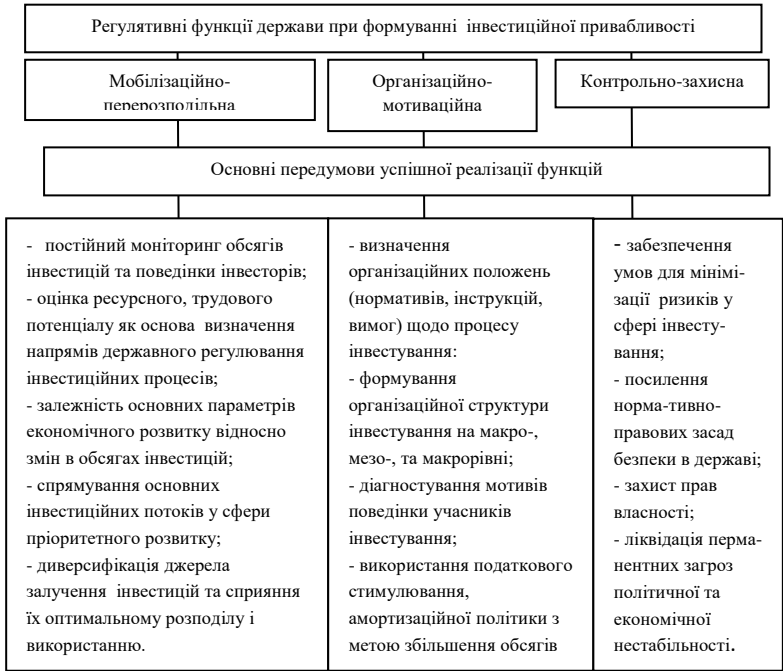 Регулятивні функції держави при формуванні інвестиційної привабливості
Мобілізаційно-
перерозподільна
Організаційно-
мотиваційна
Контрольно-захисна
Основні передумови успішної реалізації функцій
- постійний моніторинг обсягів
інвестицій та поведінки інвесторів;
- оцінка ресурсного, трудового
потенціалу як основа визначення
напрямів державного регулювання
інвестиційних процесів;
- залежність основних параметрів
економічного розвитку відносно
змін в обсягах інвестицій;
- спрямування основних
інвестиційних потоків у сфери
пріоритетного розвитку;
- диверсифікація джерела
залучення інвестицій та сприяння
їх оптимальному розподілу і
використанню.
- визначення
організаційних положень
(нормативів, інструкцій,
вимог) щодо процесу
інвестування:
- формування
організаційної структури
інвестування на макро-,
мезо-, та макрорівні;
- діагностування мотивів
поведінки учасників
інвестування;
- використання податкового
стимулювання,
амортизаційної політики з
метою збільшення обсягів
- забезпечення
умов для мінімі-
зації ризиків у
сфері інвесту-
вання;
- посилення
норма-тивно-
правових засад
безпеки в державі;
- захист прав
власності;
- ліквідація перма-
нентних загроз
політичної та
економічної
нестабільності.